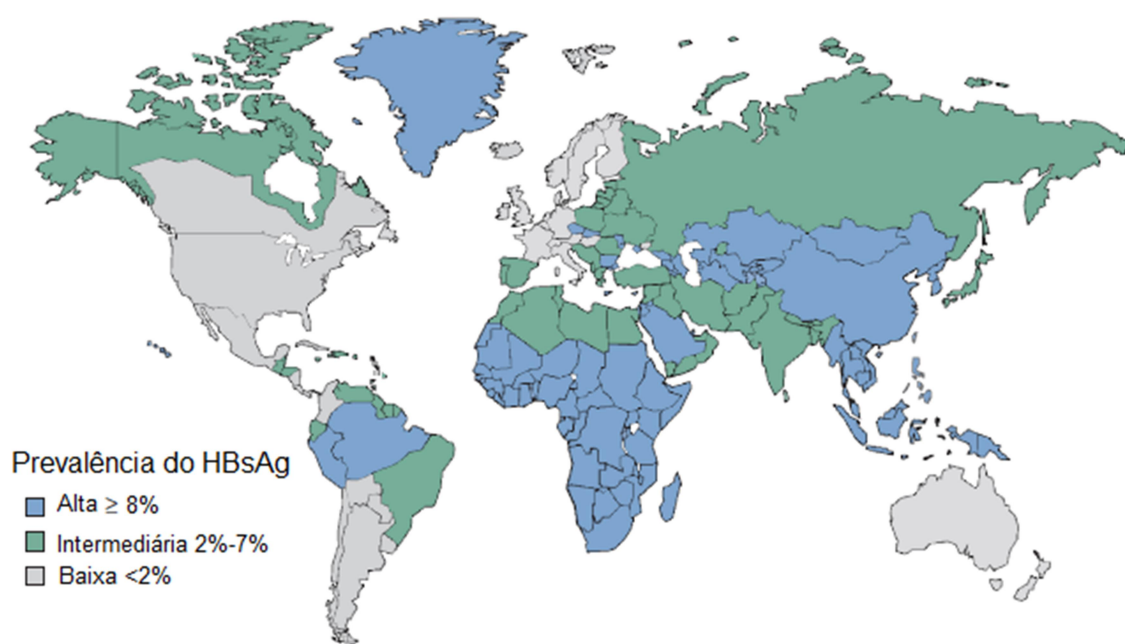 Prevalência do HBsAg
Alta ≥ 8%
Intermediária 2%-7%
Baixa <2%